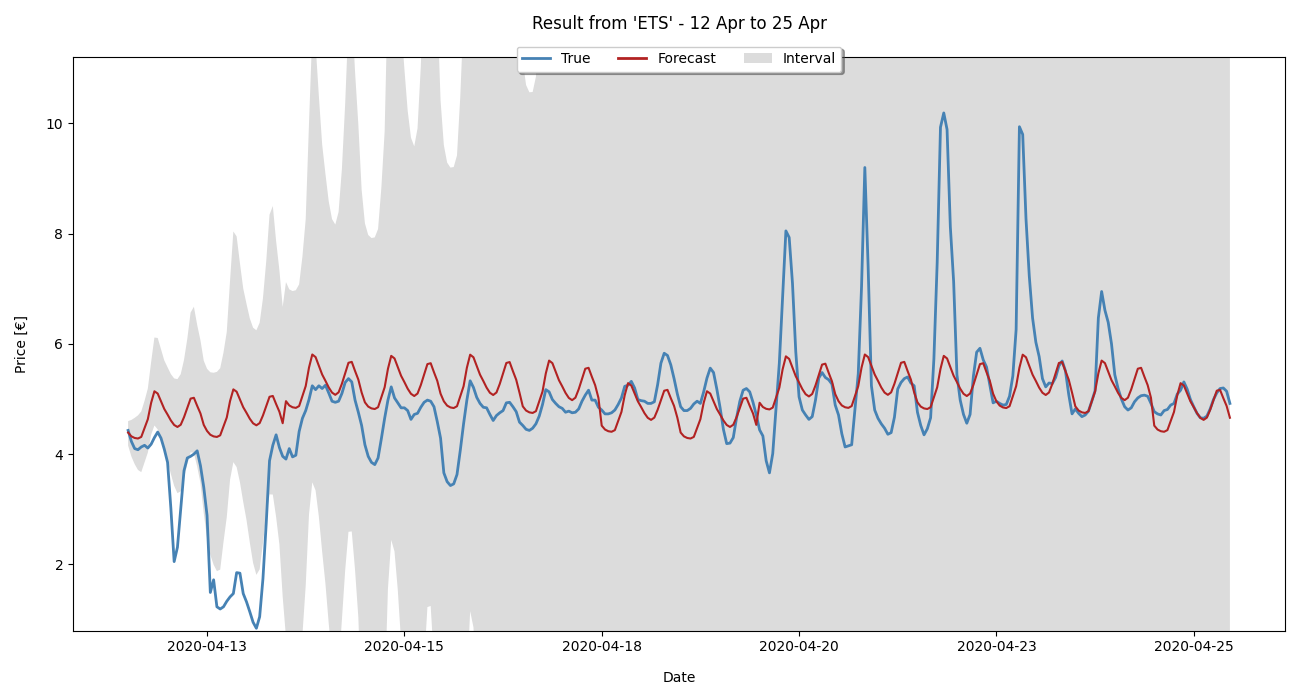 Result from 'ETS' - 12 Apr to 25 Apr
True Forecast Interval
10
8
6
4
2
Price [€]
2020-04-13 2020-04-15 2020-04-18 2020-04-20 2020-04-23 2020-04-25
Date